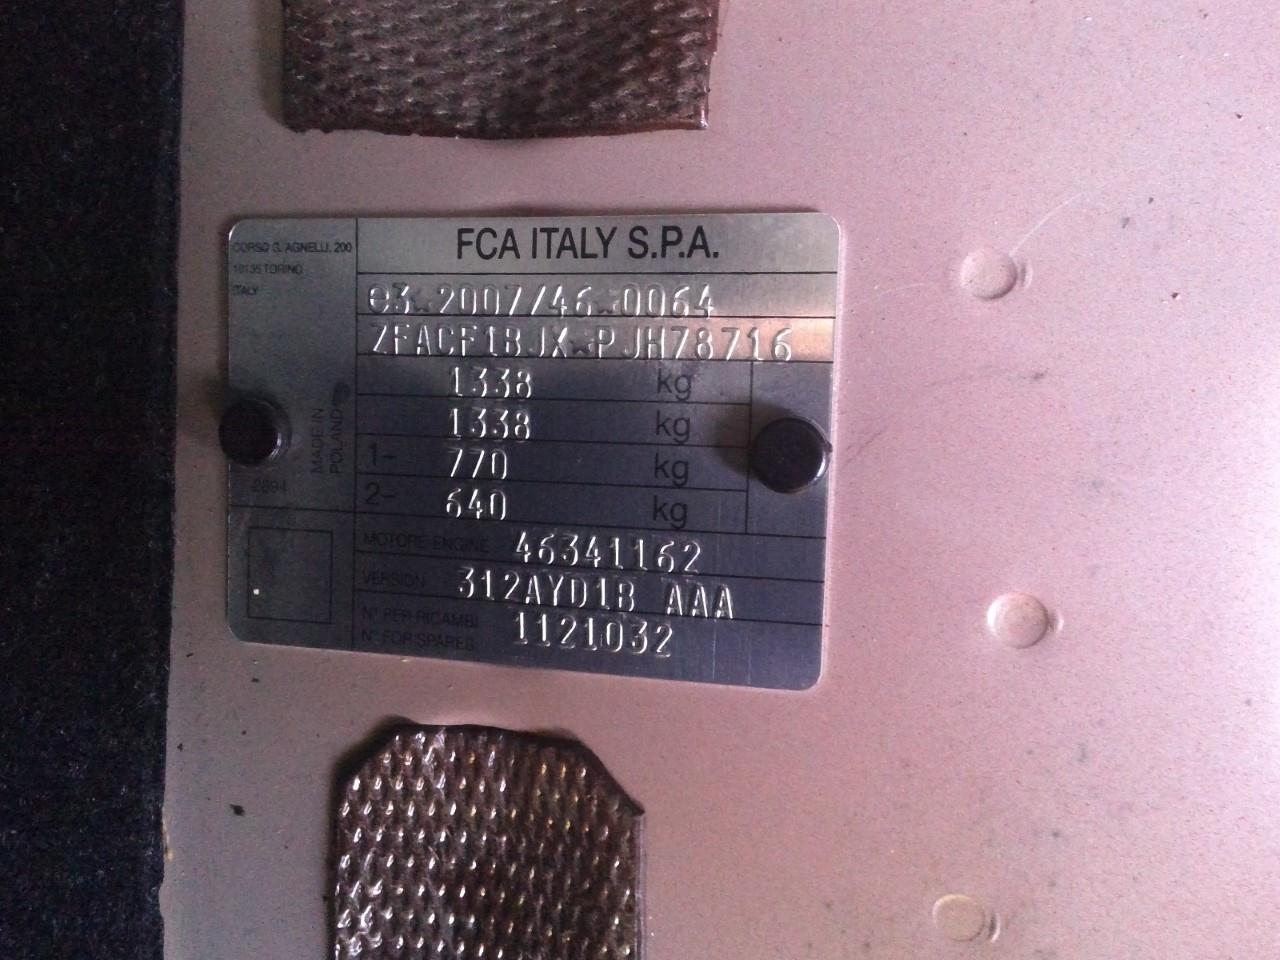 CORSO G. AGNELLI, 200
10135 TORINO
ITALY
FCA ITALY S.P.A.
e3*2007/46*0064
ZFACF1BJX*PJH78716
1338 kg
1338 kg
1- 770 kg
2- 640 kg
MADE IN
POLAND
2894
MOTORE-ENGINE 46341162
VERSION 312AYD1B AAA
N° PER RICAMBI
N° FOR SPARES 1121032